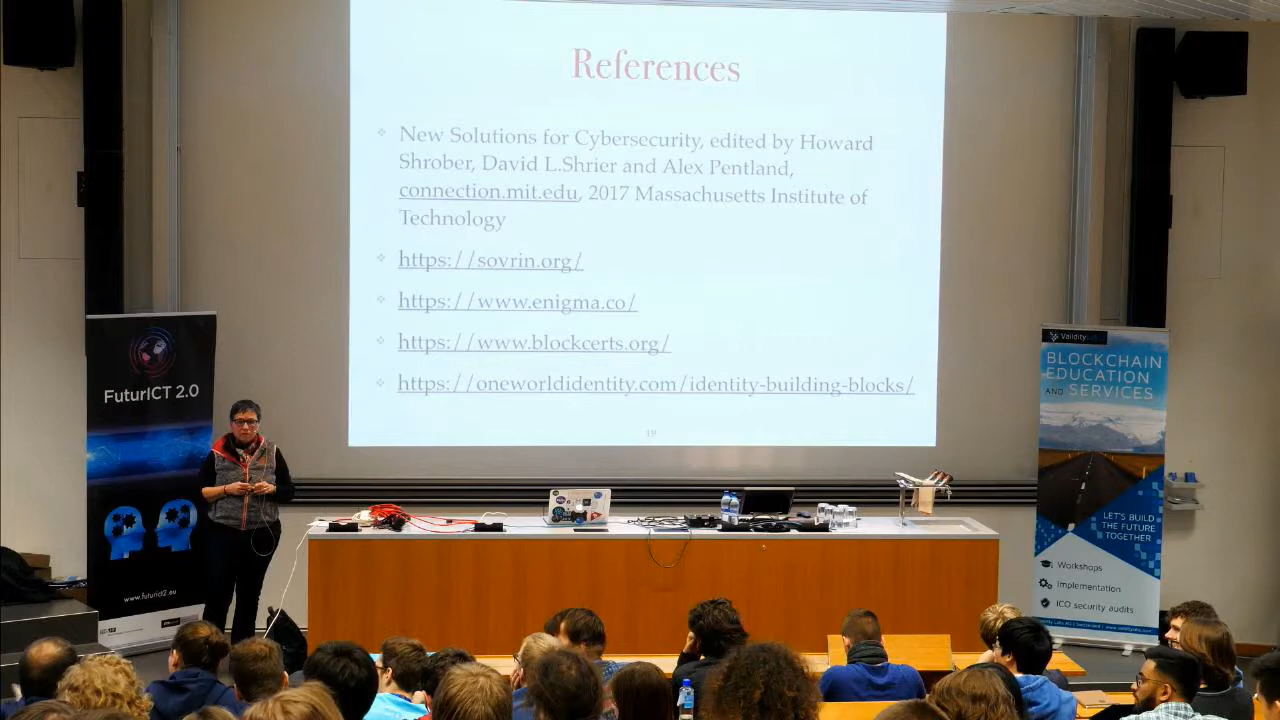 References
New Solutions for Cybersecurity, edited by Howard
Shrober, David L.Shrier and Alex Pentland,
connection.mit.edu, 2017 Massachusetts Institute of
Technology
https://sovrin.org/
https://www.enigma.co/
https://www.blockcerts.org/
https://oneworldidentity.com/identity-building-blocks/
19
FuturICT 2.0
www.futurict2.eu
Validity
BLOCKCHAIN
EDUCATION
AND SERVICES
LET'S BUILD
THE FUTURE
TOGETHER
Workshops
Implementation
ICO security audits